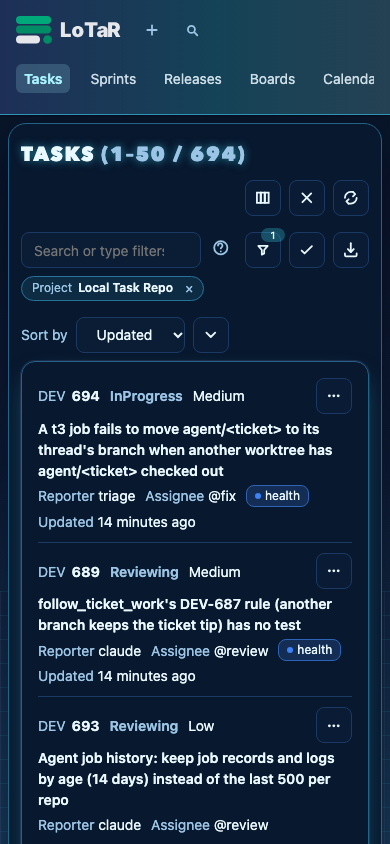 LoTaR
Tasks Sprints Releases Boards Calenda
TASKS (1-50 / 694)
1
Search or type filter
Project Local Task Repo ×
Sort by Updated
DEV 694 InProgress Medium
A t3 job fails to move agent/<ticket> to its
thread's branch when another worktree has
agent/<ticket> checked out
Reporter triage Assignee @fix health
Updated 14 minutes ago
DEV 689 Reviewing Medium
follow_ticket_work's DEV-687 rule (another
branch keeps the ticket tip) has no test
Reporter claude Assignee @review health
Updated 14 minutes ago
DEV 693 Reviewing Low
Agent job history: keep job records and logs
by age (14 days) instead of the last 500 per
repo
Reporter claude Assignee @review